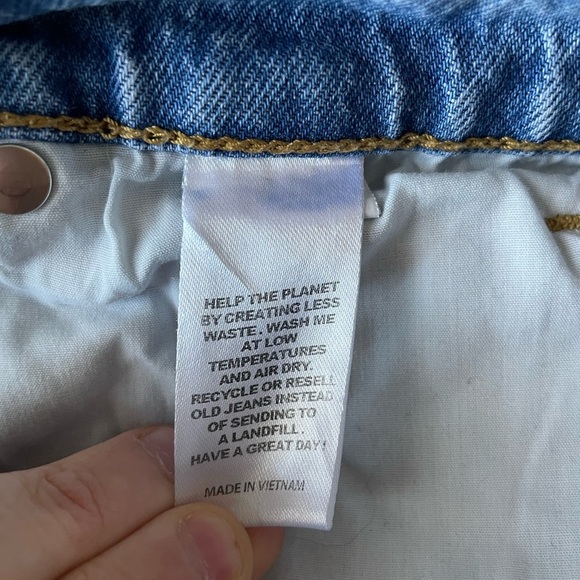 HELP THE PLANET
BY CREATING LESS
WASTE. WASH ME
AT LOW
TEMPERATURES
AND AIR DRY.
RECYCLE OR RESELL
OLD JEANS INSTEAD
OF SENDING TO
A LANDFILL.
HAVE A GREAT DAY!
MADE IN VIETNAM